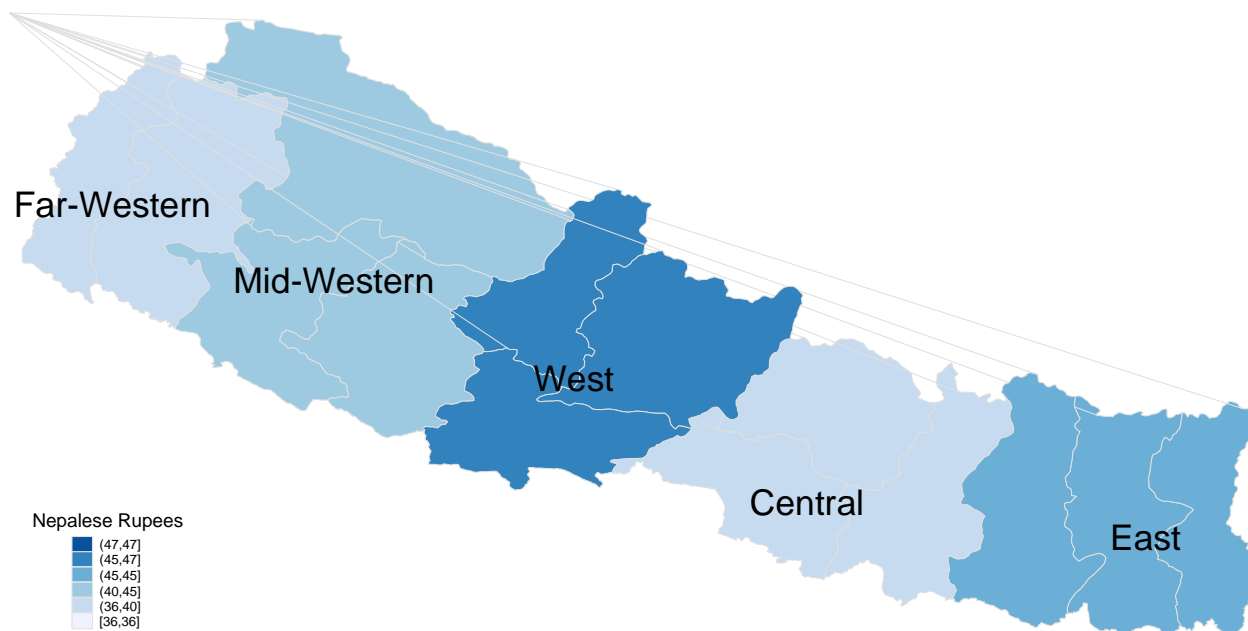 Far-Western
Mid-Western
West
Central
East
Nepalese Rupees
(47,47]
(45,47]
(45,45]
(40,45]
(36,40]
[36,36]